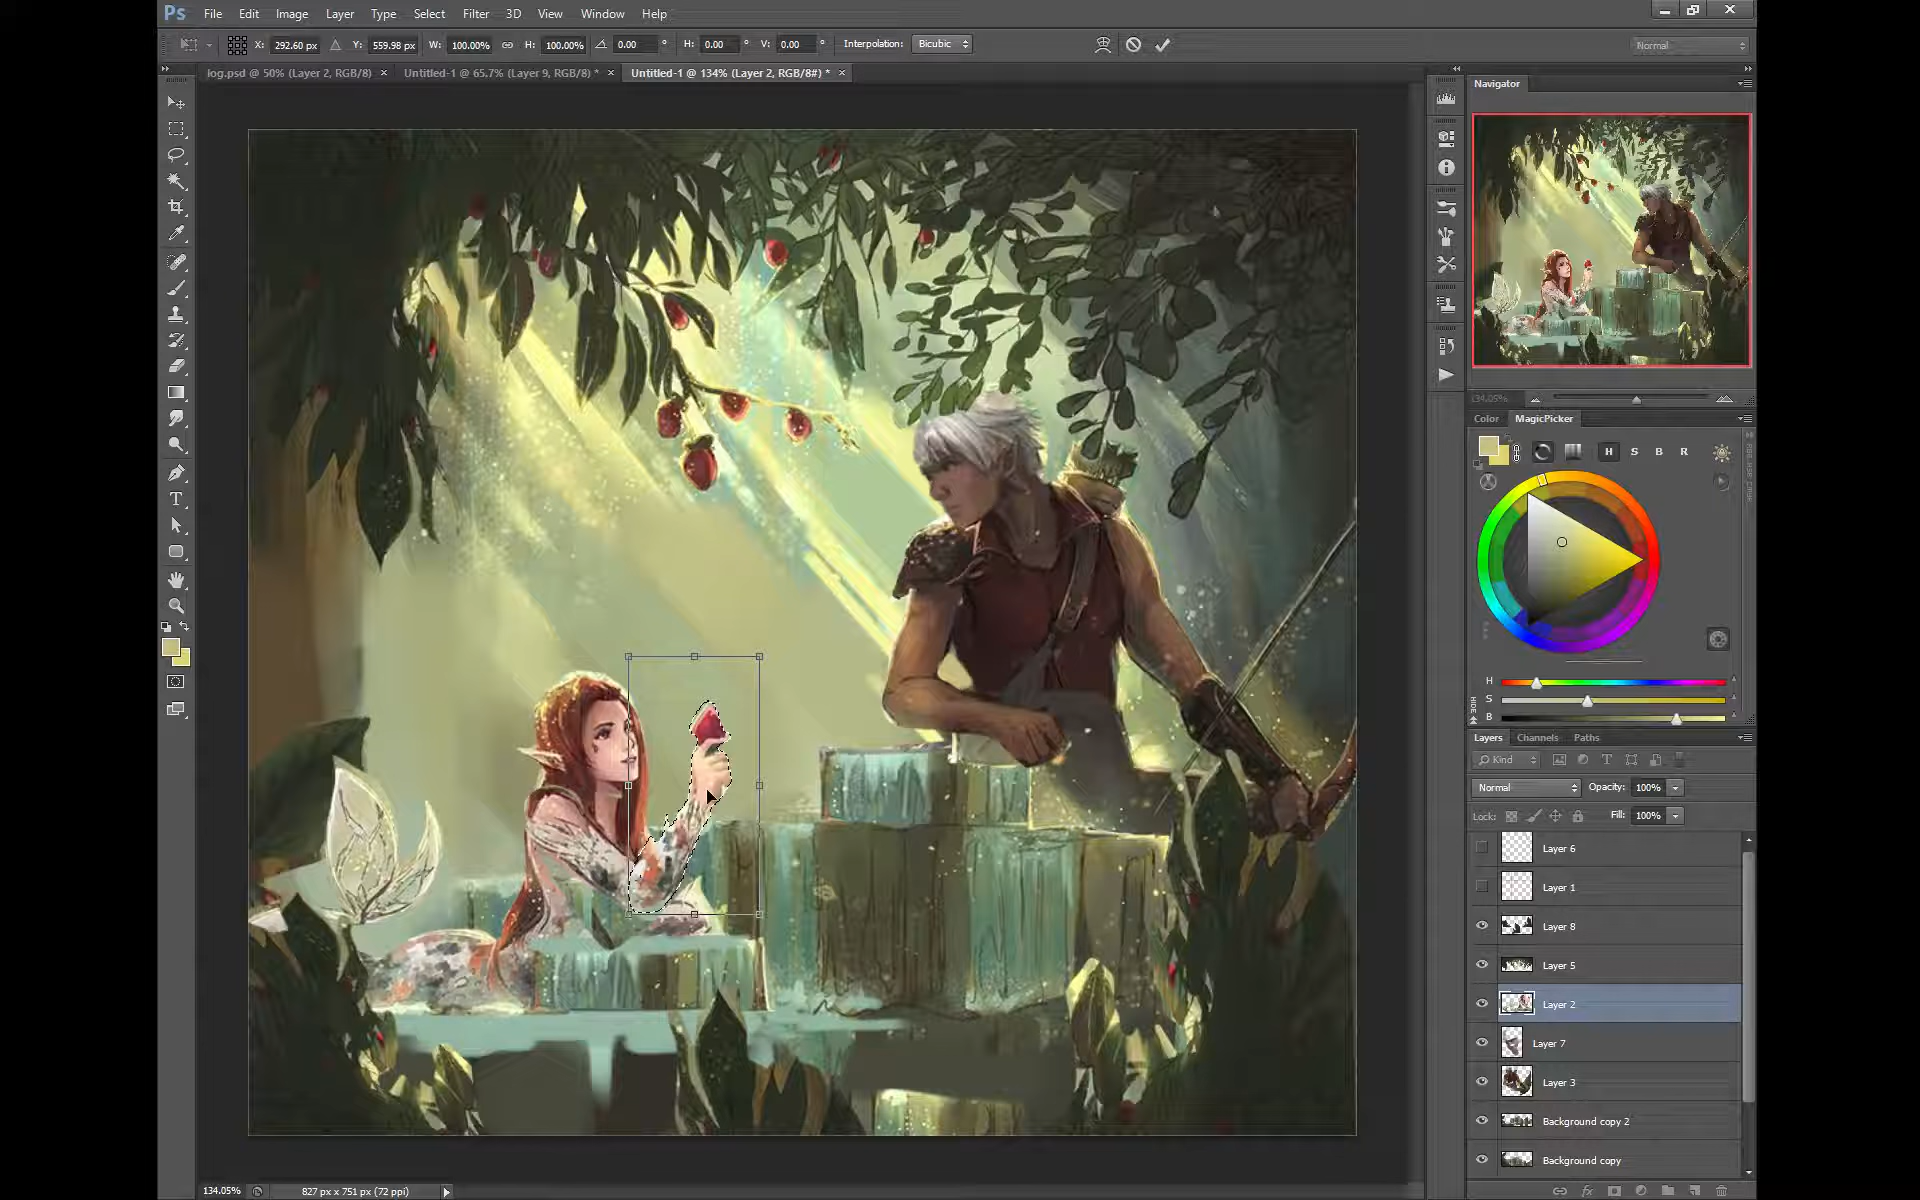 Ps File Edit Image Layer Type Select Filter 3D View Window Help
X: 292.60 px Y: 559.98 px W: 100.00% H: 100.00% 0.00 ° H: 0.00 ° V: 0.00 ° Interpolation: Bicubic Normal
log.psd @ 50% (Layer 2, RGB/8) × Untitled-1 @ 65.7% (Layer 9, RGB/8) * × Untitled-1 @ 134% (Layer 2, RGB/8#) * ×
Navigator
134.05%
Color MagicPicker
H S B R
H
S
B
HIDE
Layers Channels Paths
Kind
Normal Opacity: 100%
Lock: Fill: 100%
Layer 6
Layer 1
Layer 8
Layer 5
Layer 2
Layer 7
Layer 3
Background copy 2
Background copy
134.05% 827 px x 751 px (72 ppi)